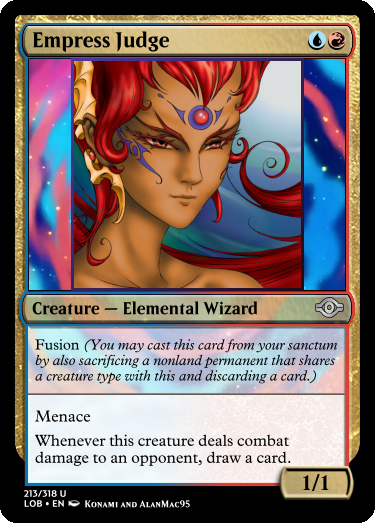 Empress Judge
Creature — Elemental Wizard
Fusion (You may cast this card from your sanctum
by also sacrificing a nonland permanent that shares
a creature type with this and discarding a card.)
Menace
Whenever this creature deals combat
damage to an opponent, draw a card.
1/1
213/318 U
LOB • EN Konami and AlanMac95